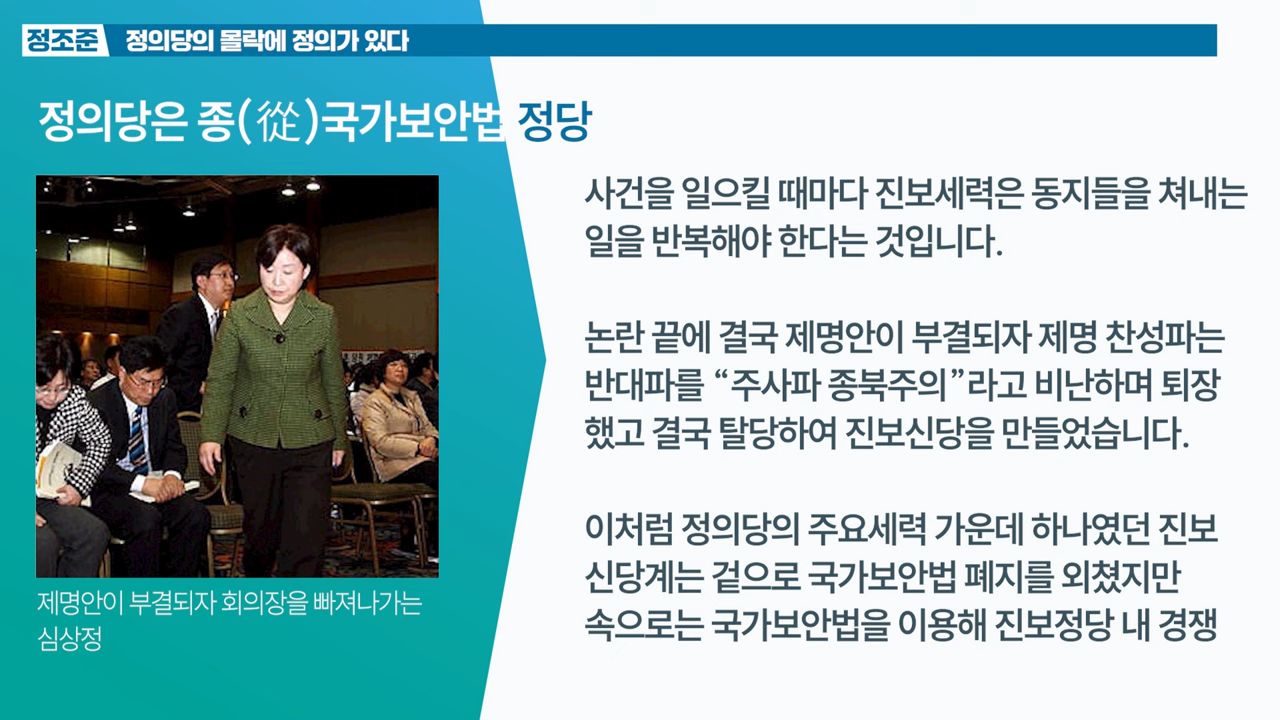 정조준 정의당의 몰락에 정의가 있다
정의당은 종(從)국가보안법 정당
사건을 일으킬 때마다 진보세력은 동지들을 쳐내는
일을 반복해야 한다는 것입니다.
논란 끝에 결국 제명안이 부결되자 제명 찬성파는
반대파를 “주사파 종북주의”라고 비난하며 퇴장
했고 결국 탈당하여 진보신당을 만들었습니다.
이처럼 정의당의 주요세력 가운데 하나였던 진보
신당계는 겉으로 국가보안법 폐지를 외쳤지만
속으로는 국가보안법을 이용해 진보정당 내 경쟁
제명안이 부결되자 회의장을 빠져나가는
심상정